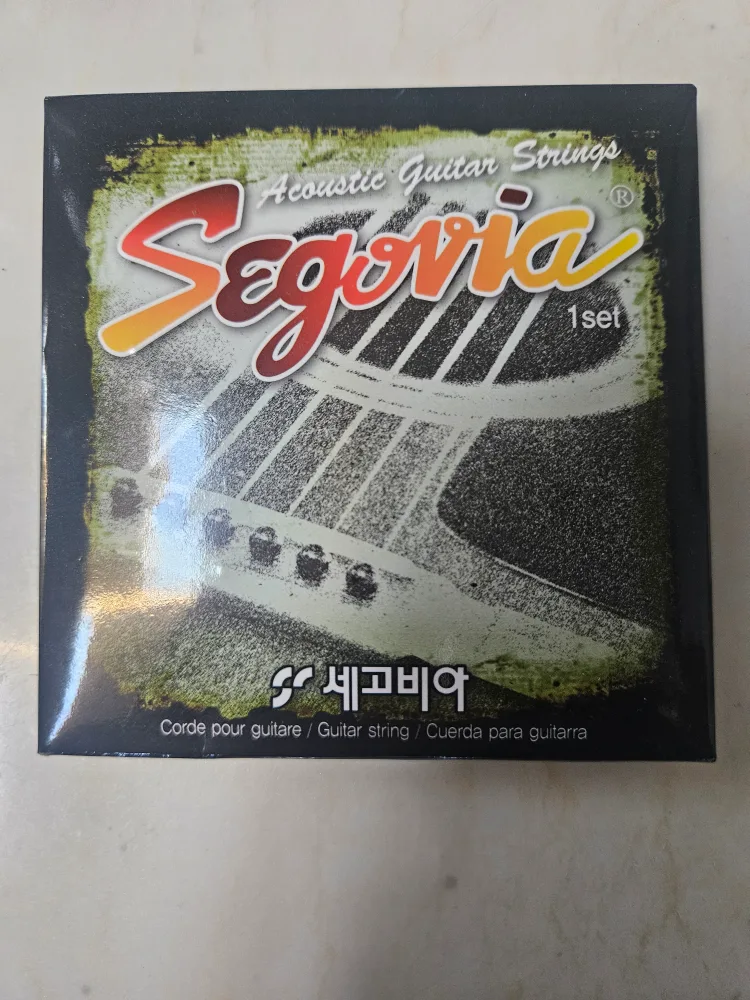 Acoustic Guitar Strings
Segovia®
1set
세고비아
Corde pour guitare / Guitar string / Cuerda para guitarra